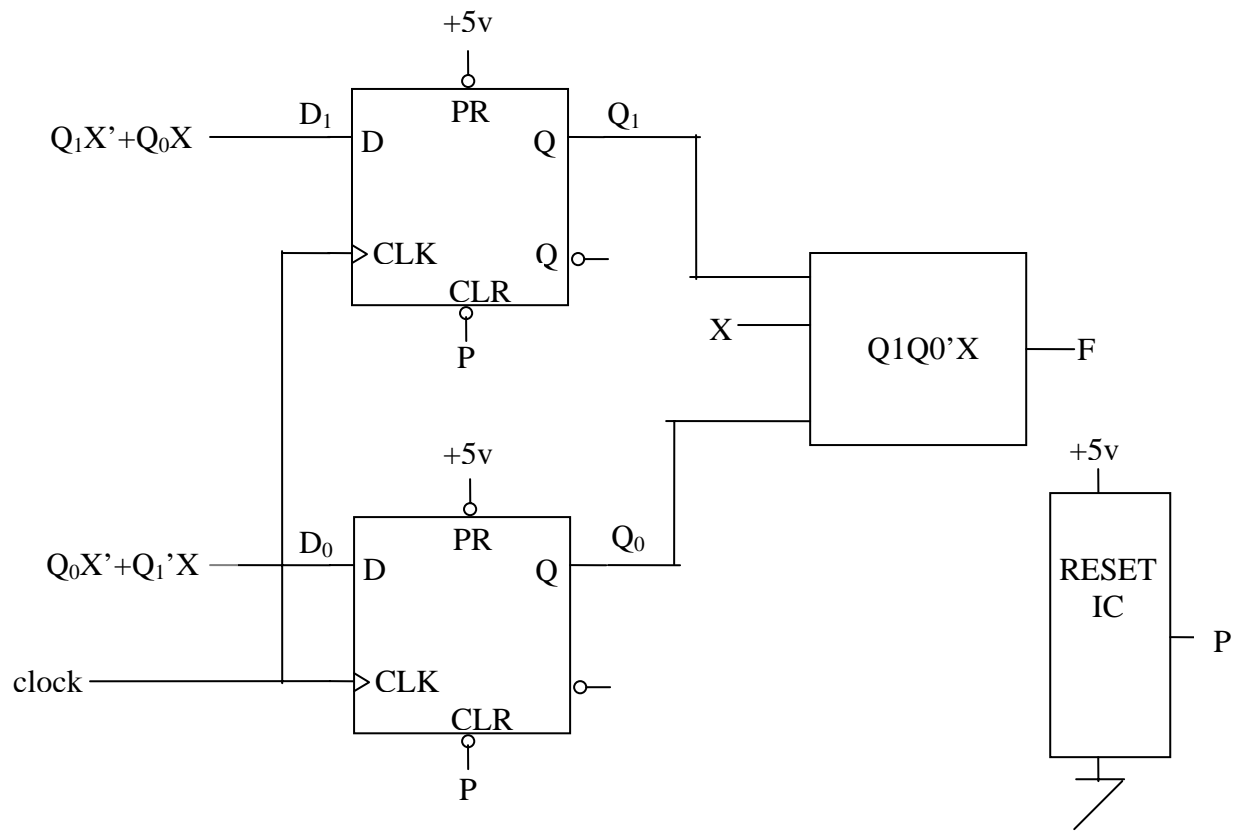 +5v
D₁
PR
Q₁
Q₁X’+Q₀X
D
Q
CLK
Q
CLR
X
Q1Q0’X
F
P
+5v
+5v
D₀
PR
Q₀
Q₀X’+Q₁’X
D
Q
RESET
IC
P
clock
CLK
CLR
P